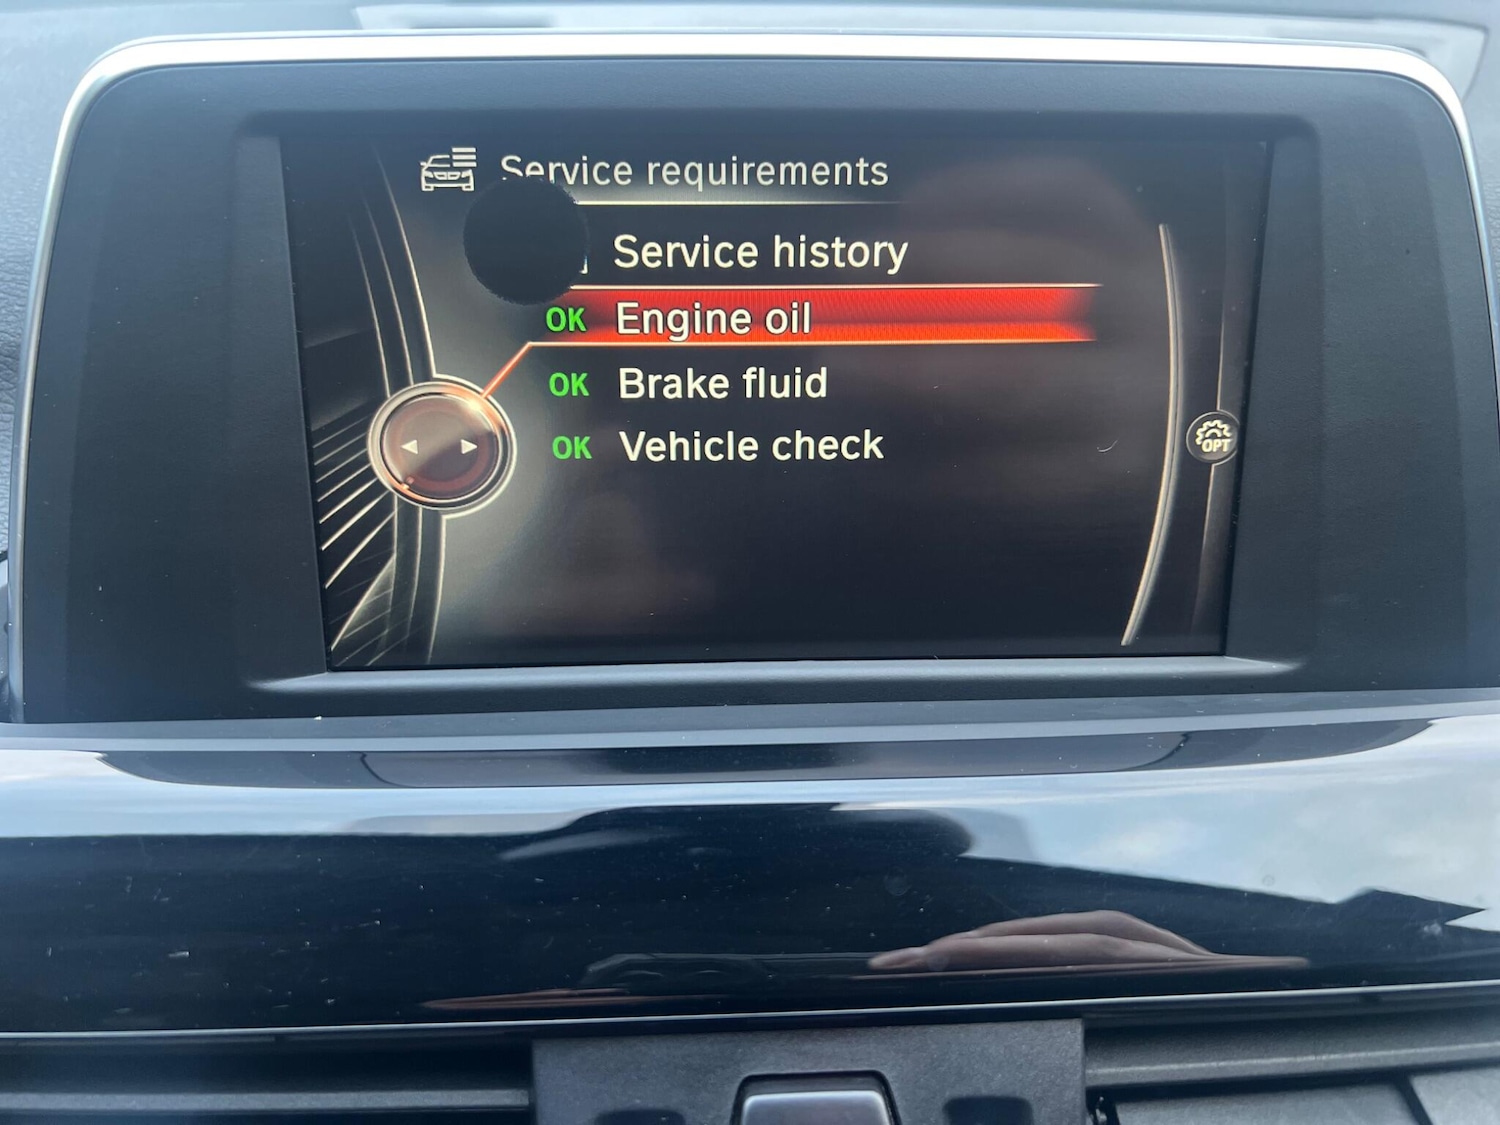 Service requirements
Service history
OK Engine oil
OK Brake fluid
OK Vehicle check
OPT